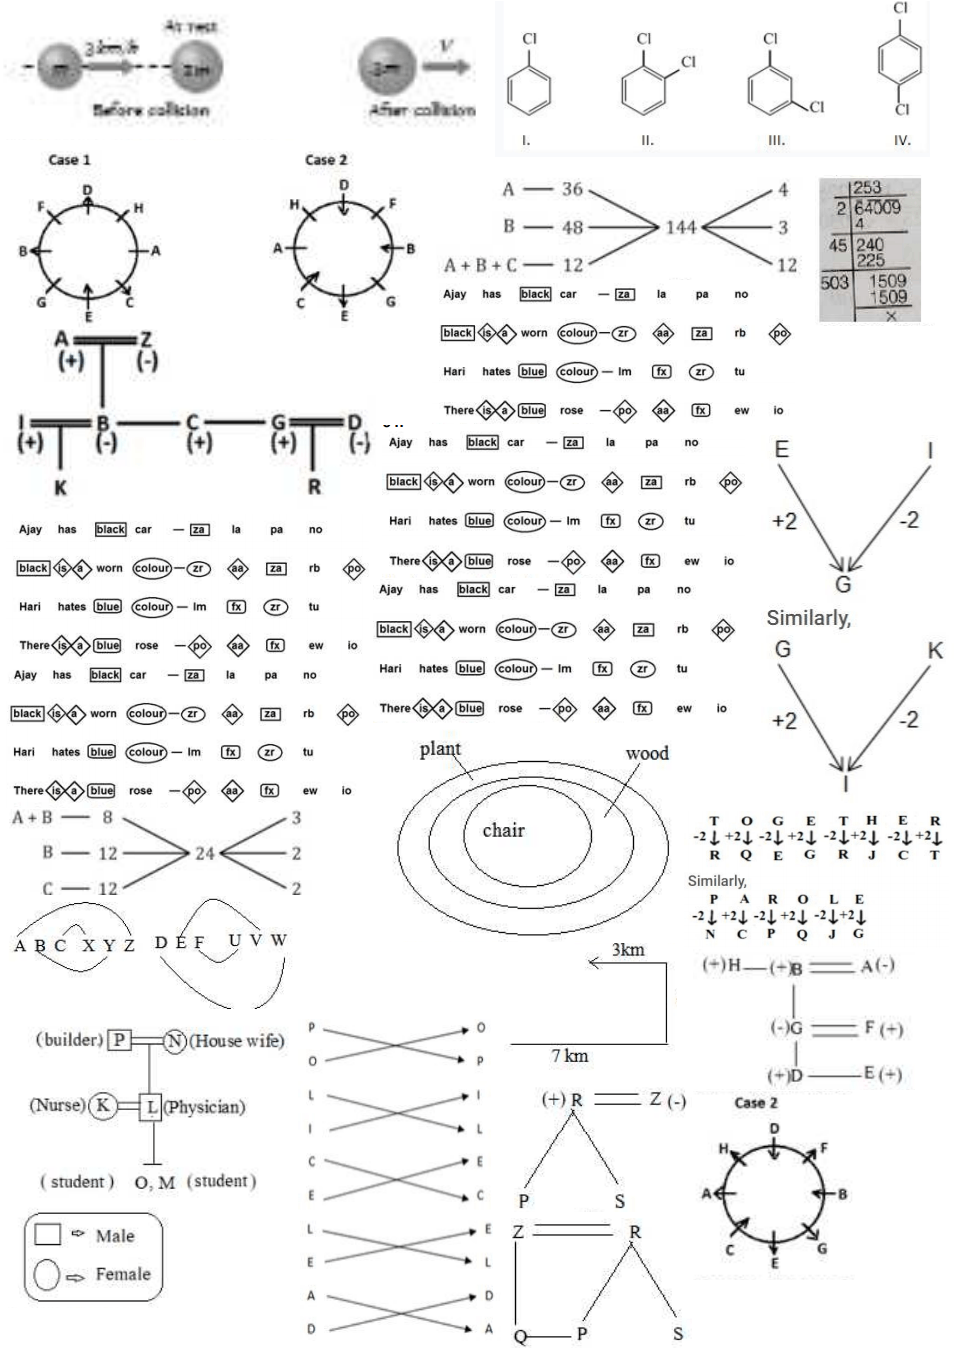 At rest
3 km/h
m
2m
Before collision
V
3m
After collision
Cl
I.
Cl
Cl
II.
Cl
Cl
III.
Cl
Cl
IV.
Case 1
D
F H
B A
G C
E
Case 2
D
H F
A B
C G
E
A — 36 4
B — 48 144 3
A + B + C — 12 12
253
2 64009
4
45 240
225
503 1509
1509
×
Ajay has black car — za la pa no
black is a worn colour — zr aa za rb po
Hari hates blue colour — lm fx zr tu
There is a blue rose — po aa fx ew io
A Z
(+) (-)
I B C G D
(+) (-) (+) (+) (-)
K R
Ajay has black car — za la pa no
black is a worn colour — zr aa za rb po
Hari hates blue colour — lm fx zr tu
There is a blue rose — po aa fx ew io
E I
+2 -2
G
Similarly,
G K
+2 -2
I
Ajay has black car — za la pa no
black is a worn colour — zr aa za rb po
Hari hates blue colour — lm fx zr tu
There is a blue rose — po aa fx ew io
Ajay has black car — za la pa no
black is a worn colour — zr aa za rb po
Hari hates blue colour — lm fx zr tu
There is a blue rose — po aa fx ew io
Ajay has black car — za la pa no
black is a worn colour — zr aa za rb po
Hari hates blue colour — lm fx zr tu
There is a blue rose — po aa fx ew io
plant
wood
chair
A + B — 8 3
B — 12 24 2
C — 12 2
T O G E T H E R
-2 +2 -2 +2 -2 +2 -2 +2
R Q E G R J C T
Similarly,
P A R O L E
-2 +2 -2 +2 -2 +2
N C P Q J G
A B C X Y Z D E F U V W
3km
7 km
(+)H (+)B A(-)
(-)G F (+)
(+)D E (+)
(builder) P N (House wife)
(Nurse) K L (Physician)
( student) O, M (student)
⇨ Male
⇨ Female
P O
O P
L I
I L
C E
E C
L E
E L
A D
D A
(+) R Z (-)
P S
Z R
Q P S
Case 2
D
H F
A B
C G
E